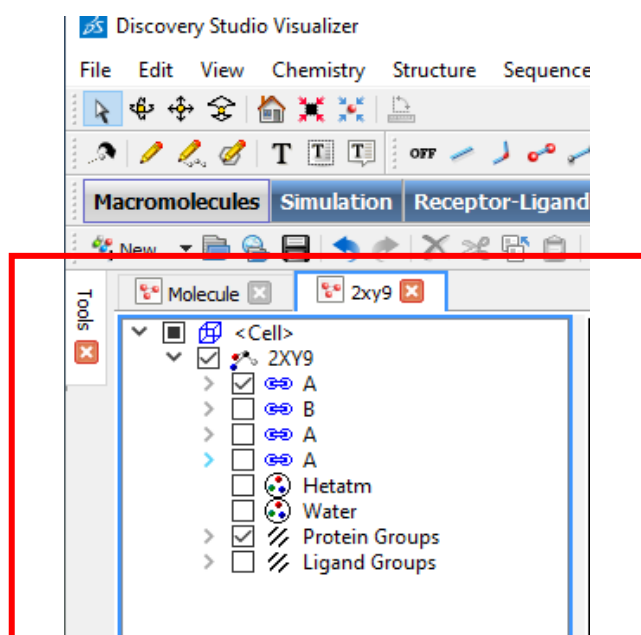 Discovery Studio Visualizer
File Edit View Chemistry Structure Sequence
T T T OFF
Macromolecules Simulation Receptor-Ligand
New
Tools
Molecule 2xy9
<Cell>
2XY9
A
B
A
A
Hetatm
Water
Protein Groups
Ligand Groups